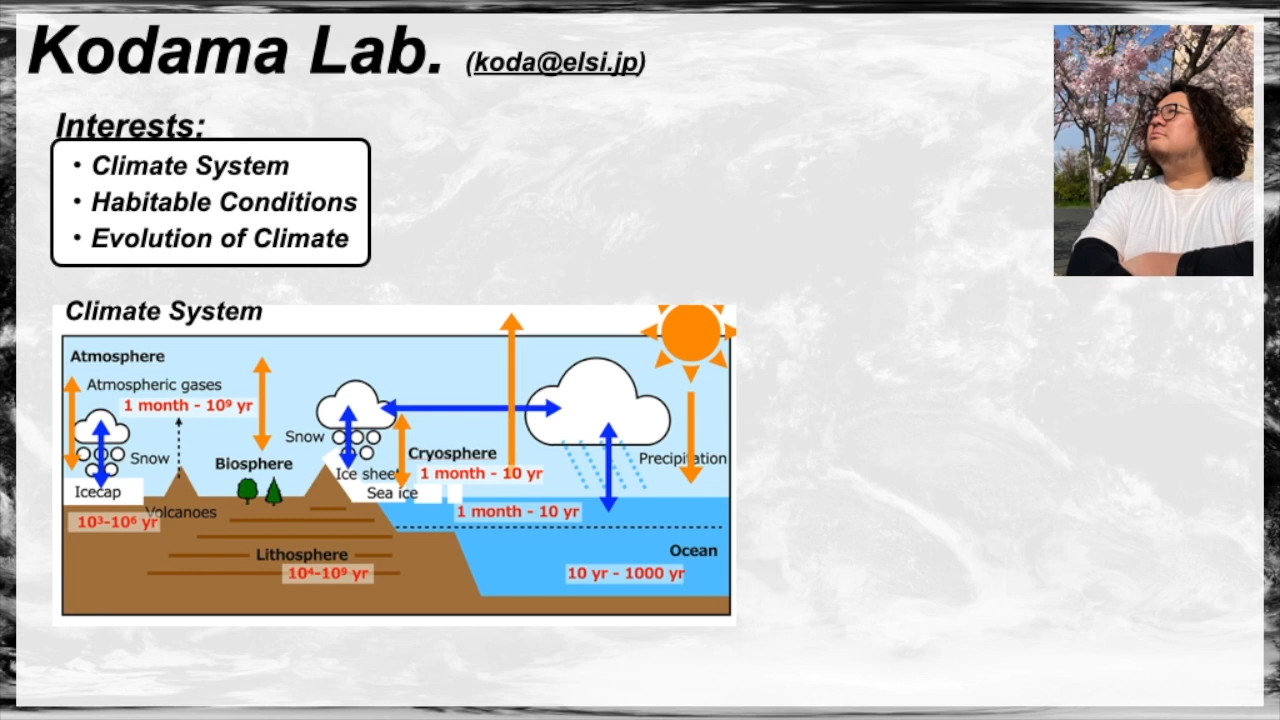 Kodama Lab. (koda@elsi.jp)
Interests:
・Climate System
・Habitable Conditions
・Evolution of Climate
Climate System
Atmosphere
Atmospheric gases
1 month - 10⁹ yr
Snow
Snow
Biosphere
Cryosphere
Precipitation
Ice sheet
1 month - 10 yr
Icecap
Sea ice
Volcanoes
1 month - 10 yr
10³-10⁶ yr
Lithosphere
Ocean
10⁴-10⁹ yr
10 yr - 1000 yr